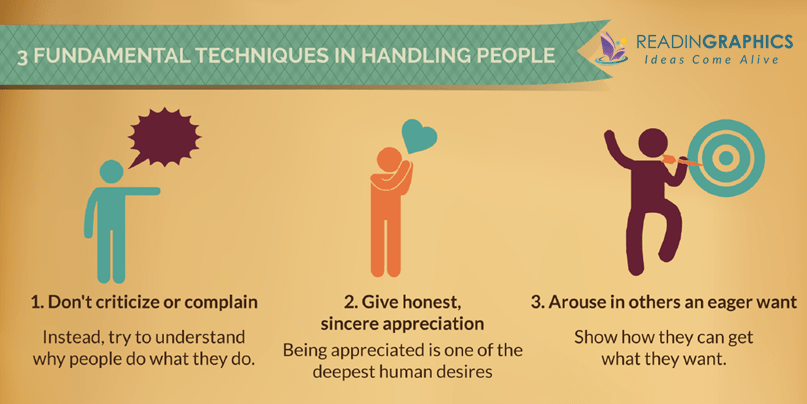 3 FUNDAMENTAL TECHNIQUES IN HANDLING PEOPLE
READINGRAPHICS
Ideas Come Alive
1. Don't criticize or complain
Instead, try to understand
why people do what they do.
2. Give honest,
sincere appreciation
Being appreciated is one of the
deepest human desires
3. Arouse in others an eager want
Show how they can get
what they want.